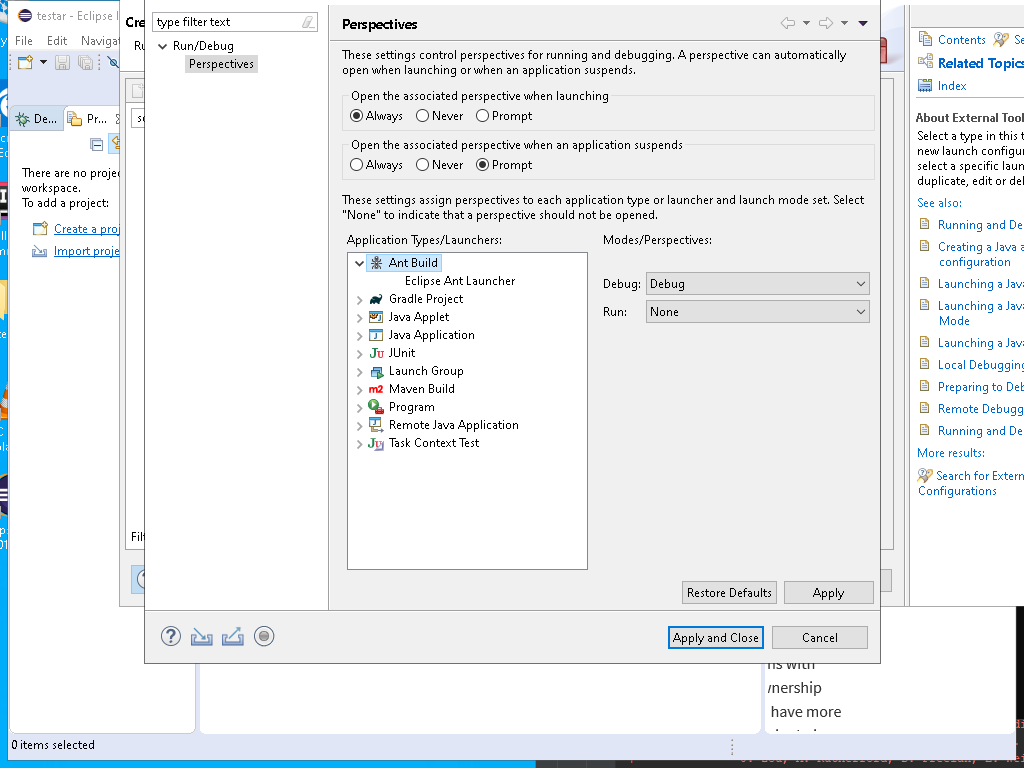 testar - Eclipse
File Edit Naviga
De...
Pr...
There are no proje
workspace.
To add a project:
Create a proj
Import proje
0 items selected
Cre
type filter text
Run/Debug
Perspectives
Perspectives
These settings control perspectives for running and debugging. A perspective can automatically
open when launching or when an application suspends.
Open the associated perspective when launching
Always Never Prompt
Open the associated perspective when an application suspends
Always Never Prompt
These settings assign perspectives to each application type or launcher and launch mode set. Select
"None" to indicate that a perspective should not be opened.
Application Types/Launchers:
Modes/Perspectives:
Ant Build
Eclipse Ant Launcher
Gradle Project
Java Applet
Java Application
JUnit
Launch Group
Maven Build
Program
Remote Java Application
Task Context Test
Debug: Debug
Run: None
Restore Defaults
Apply
Apply and Close
Cancel
Contents
Se
Related Topics
Index
About External Tool
Select a type in this t
new launch configur
select a specific laun
duplicate, edit or del
See also:
Running and De
Creating a Java a
configuration
Launching a Java
Launching a Java
Mode
Launching a Java
Local Debugging
Preparing to Deb
Remote Debugg
Running and De
More results:
Search for Extern
Configurations
ns with
nership
have more